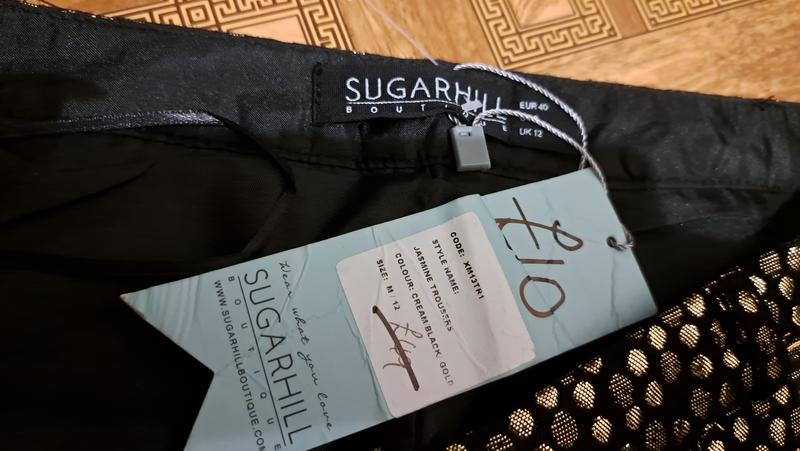 SUGARHILL
BOUTIQUE
EUR 40
UK 12
£10
CODE: XM13TR1
STYLE NAME:
JASMINE TROUSERS
COLOUR: CREAM BLACK GOLD
SIZE: M / 12
Wear what you love
SUGARHILL
BOUTIQUE
WWW.SUGARHILLBOUTIQUE.COM